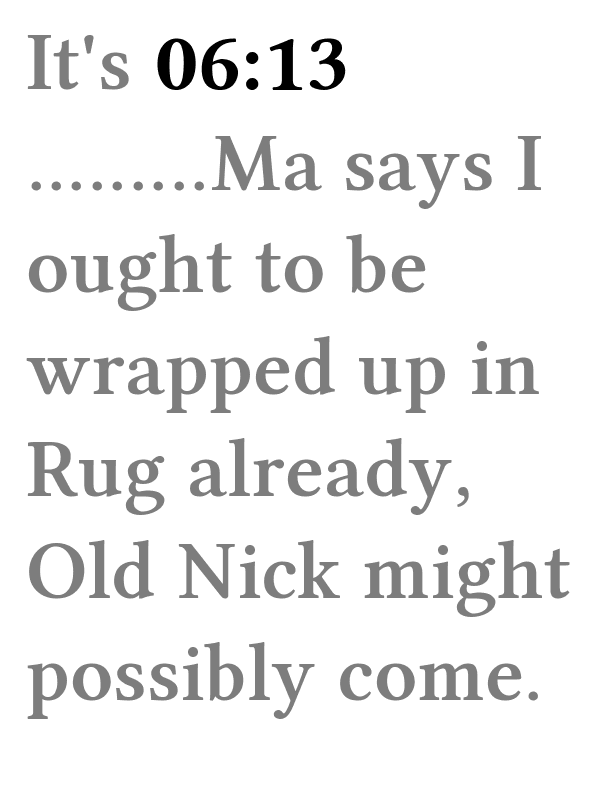 It's 06:13
.........Ma says I
ought to be
wrapped up in
Rug already,
Old Nick might
possibly come.